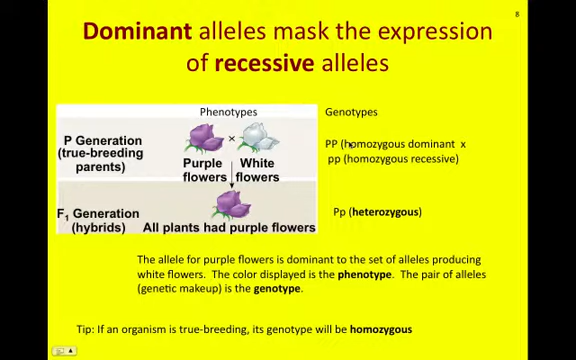 8
Dominant alleles mask the expression
of recessive alleles
Phenotypes
Genotypes
P Generation
(true-breeding
parents)
×
Purple
flowers
White
flowers
PP (homozygous dominant x
pp (homozygous recessive)
F1 Generation
(hybrids)
All plants had purple flowers
Pp (heterozygous)
The allele for purple flowers is dominant to the set of alleles producing
white flowers. The color displayed is the phenotype. The pair of alleles
(genetic makeup) is the genotype.
Tip: If an organism is true-breeding, its genotype will be homozygous